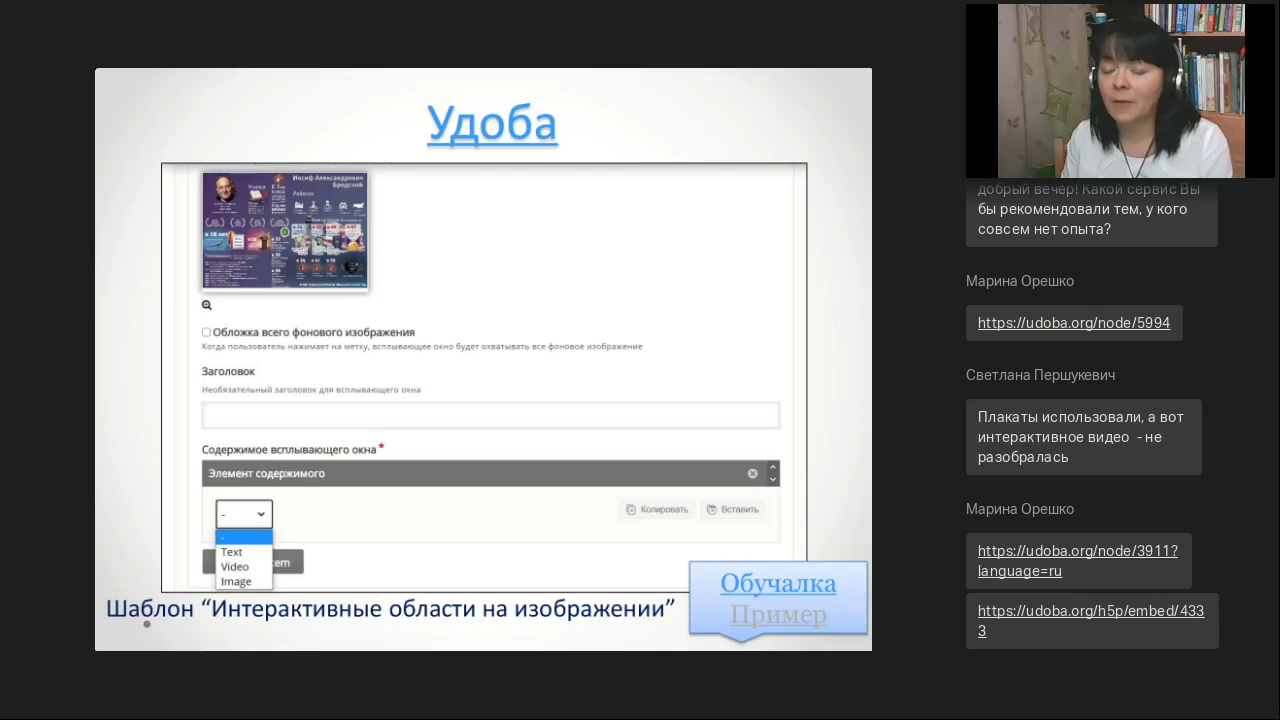 Удоба
Иосиф Александрович
Бродский
Обложка всего фонового изображения
Когда пользователь нажимает на метку, всплывающее окно будет охватывать все фоновое изображение
Заголовок
Необязательный заголовок для всплывающего окна
Содержимое всплывающего окна *
Элемент содержимого
-
Копировать
Вставить
-
Text
Video
Image
Шаблон “Интерактивные области на изображении”
Обучалка
Пример
добрый вечер! Какой сервис Вы
бы рекомендовали тем, у кого
совсем нет опыта?
Марина Орешко
https://udoba.org/node/5994
Светлана Першукевич
Плакаты использовали, а вот
интерактивное видео - не
разобралась
Марина Орешко
https://udoba.org/node/3911?
language=ru
https://udoba.org/h5p/embed/433
3